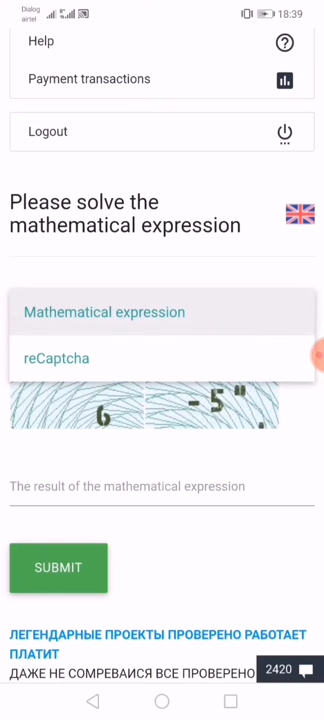 Dialog
airtel
18:39
Help
Payment transactions
Logout
Please solve the
mathematical expression
Mathematical expression
reCaptcha
6 -5"
The result of the mathematical expression
SUBMIT
ЛЕГЕНДАРНЫЕ ПРОЕКТЫ ПРОВЕРЕНО РАБОТАЕТ
ПЛАТИТ
ДАЖЕ НЕ СОМРЕВАИСЯ ВСЕ ПРОВЕРЕНО
2420